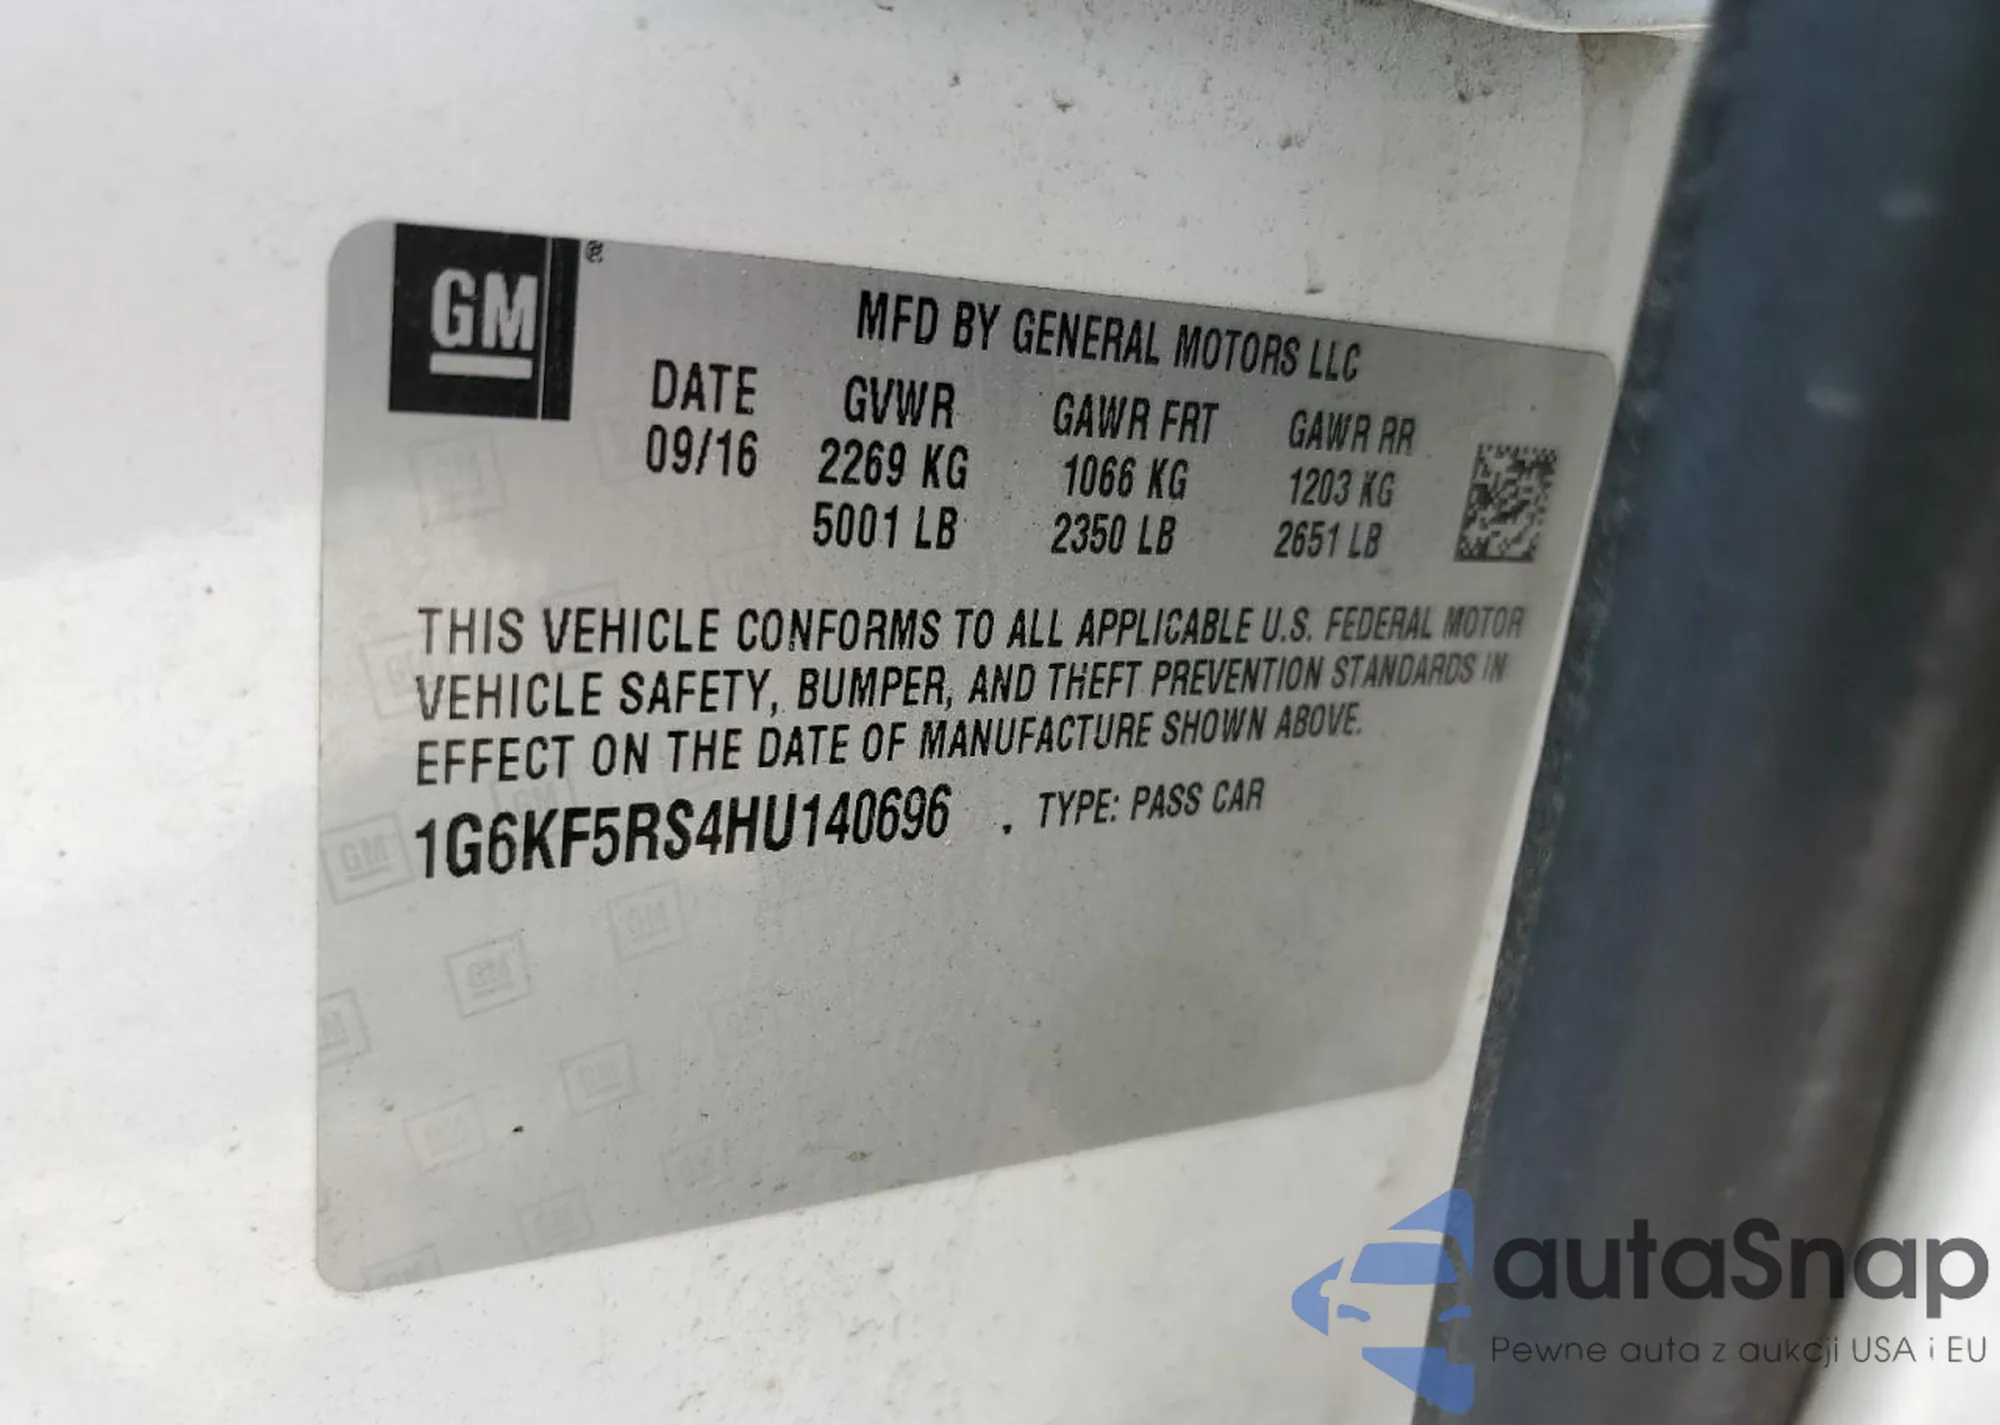 GM ®
MFD BY GENERAL MOTORS LLC
DATE GVWR GAWR FRT GAWR RR
09/16 2269 KG 1066 KG 1203 KG
5001 LB 2350 LB 2651 LB
THIS VEHICLE CONFORMS TO ALL APPLICABLE U.S. FEDERAL MOTOR
VEHICLE SAFETY, BUMPER, AND THEFT PREVENTION STANDARDS IN
EFFECT ON THE DATE OF MANUFACTURE SHOWN ABOVE.
1G6KF5RS4HU140696 . TYPE: PASS CAR
autaSnap
Pewne auta z aukcji USA i EU